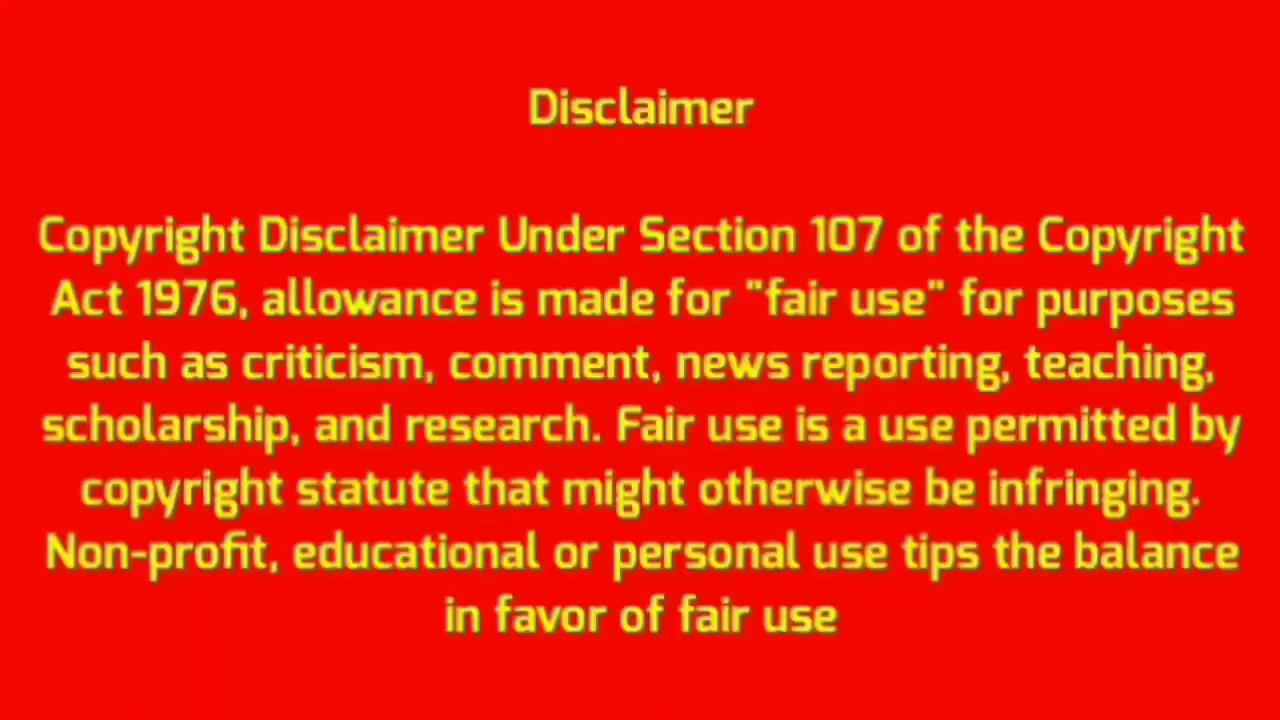 Disclaimer
Copyright Disclaimer Under Section 107 of the Copyright
Act 1976, allowance is made for "fair use" for purposes
such as criticism, comment, news reporting, teaching,
scholarship, and research. Fair use is a use permitted by
copyright statute that might otherwise be infringing.
Non-profit, educational or personal use tips the balance
in favor of fair use